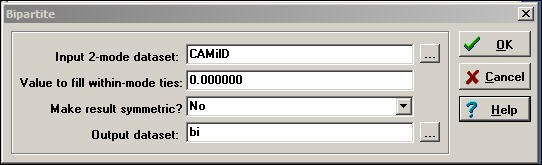 Bipartite
Input 2-mode dataset: CAMilD ...
OK
Value to fill within-mode ties: 0.000000
Cancel
Make result symmetric? No
Help
Output dataset: bi ...